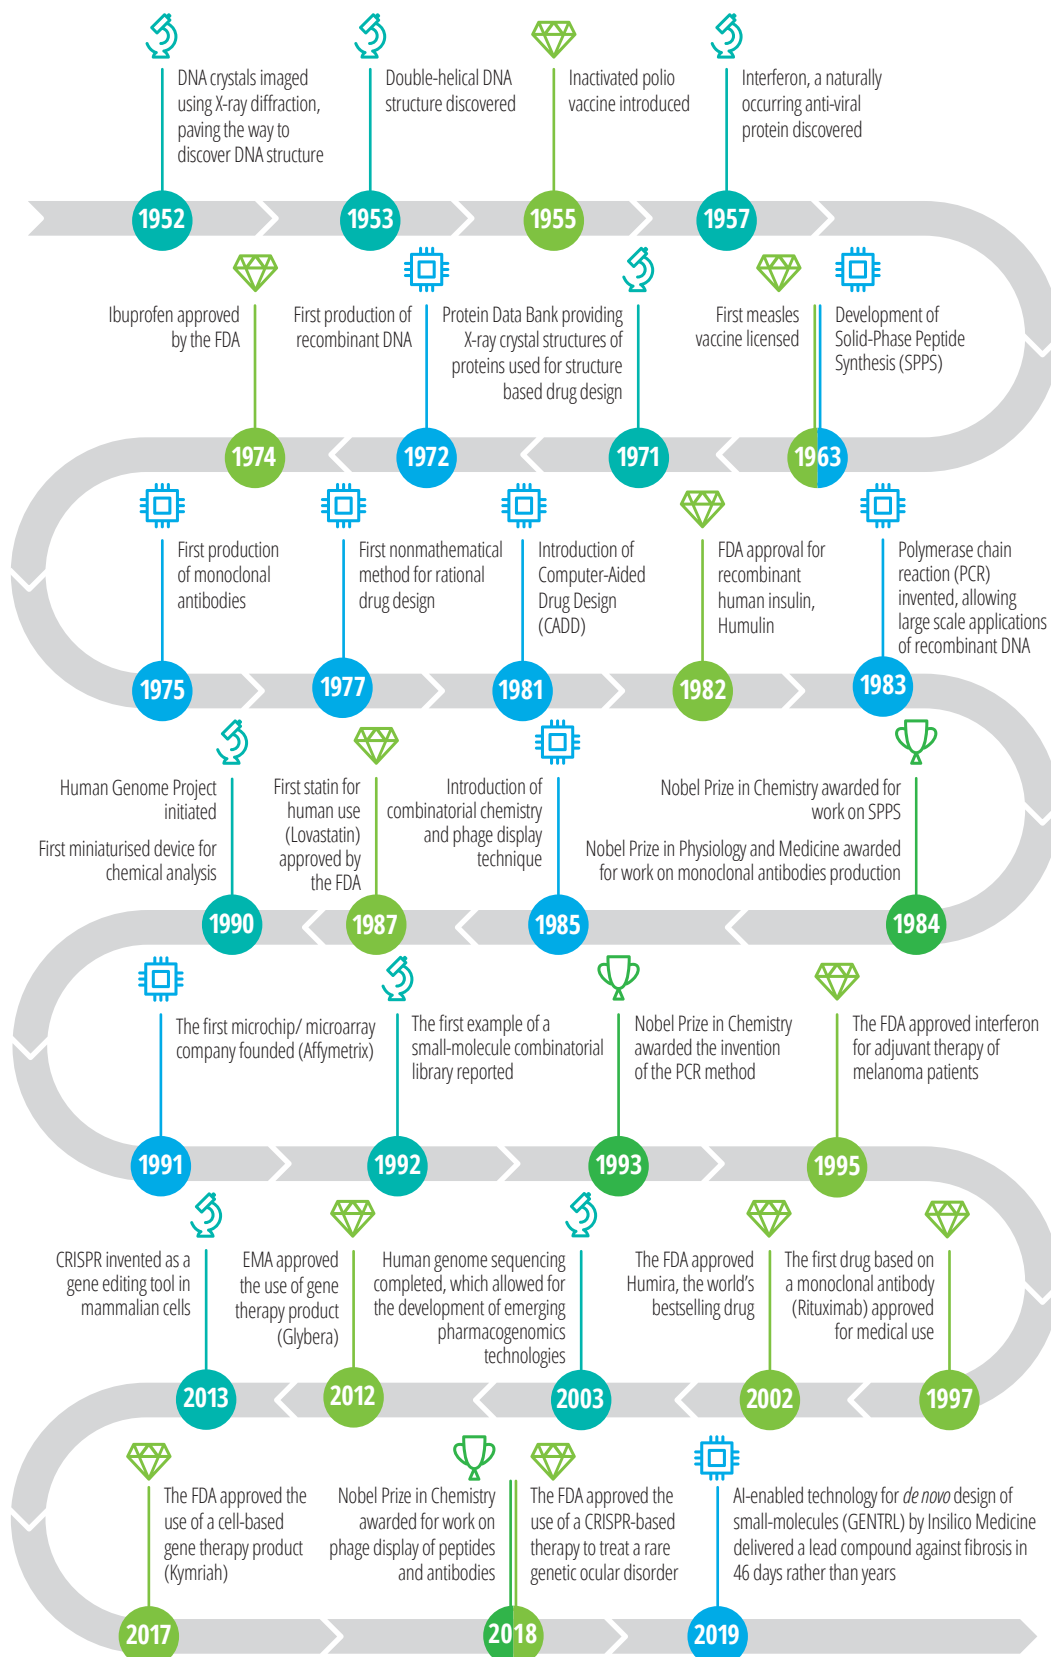 DNA crystals imaged
using X-ray diffraction,
paving the way to
discover DNA structure
1952
Double-helical DNA
structure discovered
1953
Inactivated polio
vaccine introduced
1955
Interferon, a naturally
occurring anti-viral
protein discovered
1957
Development of
Solid-Phase Peptide
Synthesis (SPPS)
First measles
vaccine licensed
1963
Protein Data Bank providing
X-ray crystal structures of
proteins used for structure
based drug design
1971
First production of
recombinant DNA
1972
Ibuprofen approved
by the FDA
1974
First production
of monoclonal
antibodies
1975
First nonmathematical
method for rational
drug design
1977
Introduction of
Computer-Aided
Drug Design
(CADD)
1981
FDA approval for
recombinant
human insulin,
Humulin
1982
Polymerase chain
reaction (PCR)
invented, allowing
large scale applications
of recombinant DNA
1983
Nobel Prize in Chemistry awarded for
work on SPPS
Nobel Prize in Physiology and Medicine awarded
for work on monoclonal antibodies production
1984
Introduction of
combinatorial chemistry
and phage display
technique
1985
First statin for
human use
(Lovastatin)
approved by
the FDA
1987
Human Genome Project
initiated
First miniaturised device for
chemical analysis
1990
The first microchip/ microarray
company founded (Affymetrix)
1991
The first example of a
small-molecule combinatorial
library reported
1992
Nobel Prize in Chemistry
awarded the invention
of the PCR method
1993
The FDA approved interferon
for adjuvant therapy of
melanoma patients
1995
The first drug based on
a monoclonal antibody
(Rituximab) approved
for medical use
1997
The FDA approved
Humira, the world's
bestselling drug
2002
Human genome sequencing
completed, which allowed for
the development of emerging
pharmacogenomics
technologies
2003
EMA approved
the use of gene
therapy product
(Glybera)
2012
CRISPR invented as a
gene editing tool in
mammalian cells
2013
The FDA approved the
use of a cell-based
gene therapy product
(Kymriah)
2017
Nobel Prize in Chemistry
awarded for work on
phage display of peptides
and antibodies
The FDA approved the
use of a CRISPR-based
therapy to treat a rare
genetic ocular disorder
2018
AI-enabled technology for de novo design of
small-molecules (GENTRL) by Insilico Medicine
delivered a lead compound against fibrosis in
46 days rather than years
2019